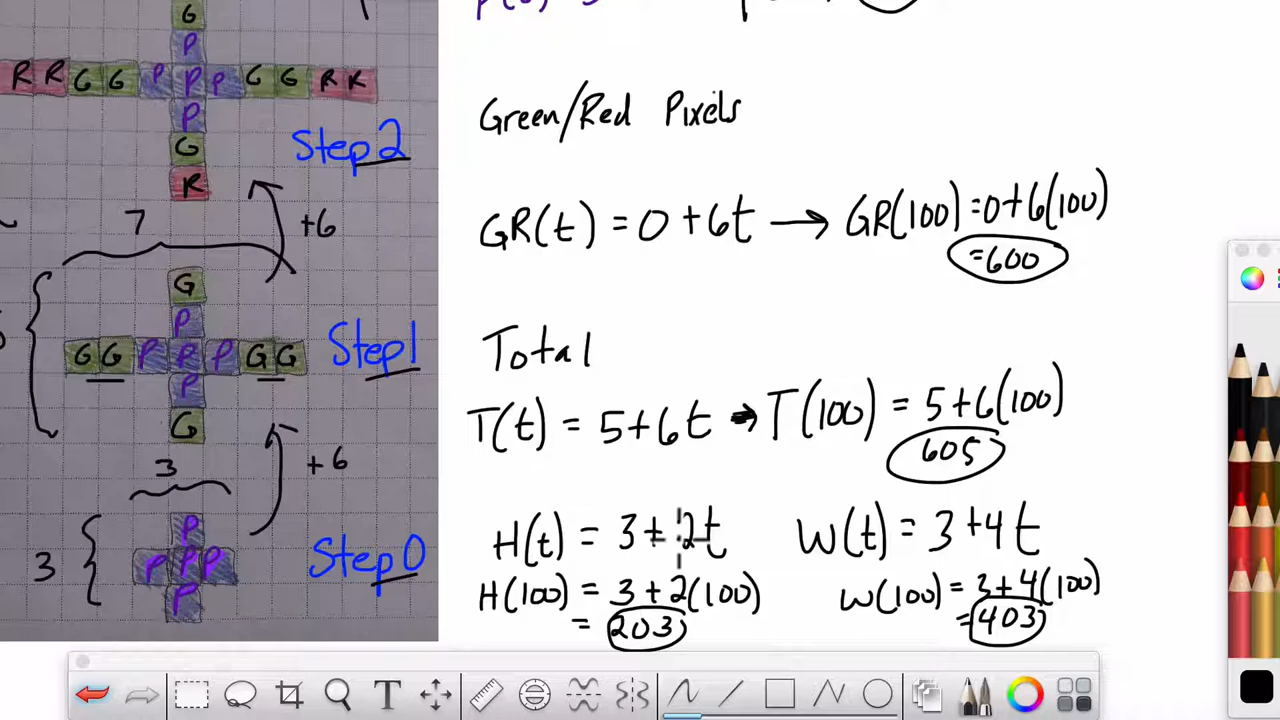 G
P
R R G G P P P G G R R
P
G
R
Step 2
7
+6
G
P
G G P P P G G
P
G
Step 1
3
+6
P
P P P
P
3
Step 0
Green/Red Pixels
GR(t) = 0 + 6t → GR(100) = 0+6(100)
= 600
Total
T(t) = 5+6t → T(100) = 5+6(100)
605
H(t) = 3+2t W(t) = 3+4t
H(100) = 3+2(100) W(100) = 3+4(100)
= 203 = 403
T